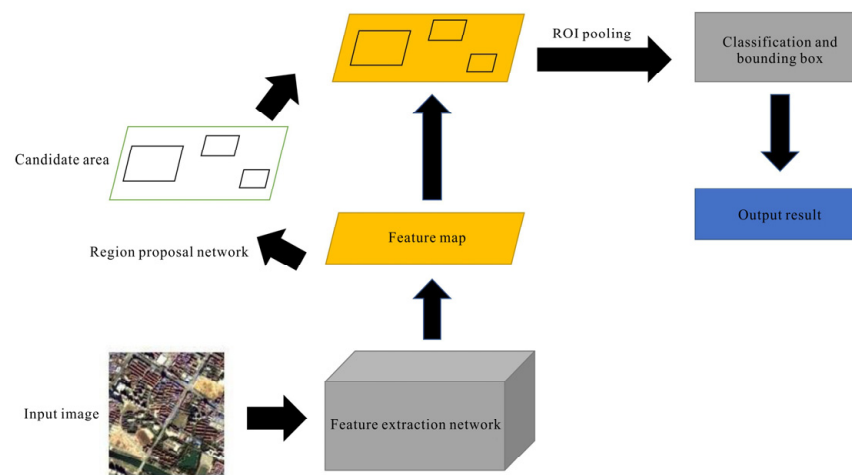 ROI pooling
Classification and
bounding box
Candidate area
Output result
Feature map
Region proposal network
Input image
Feature extraction network